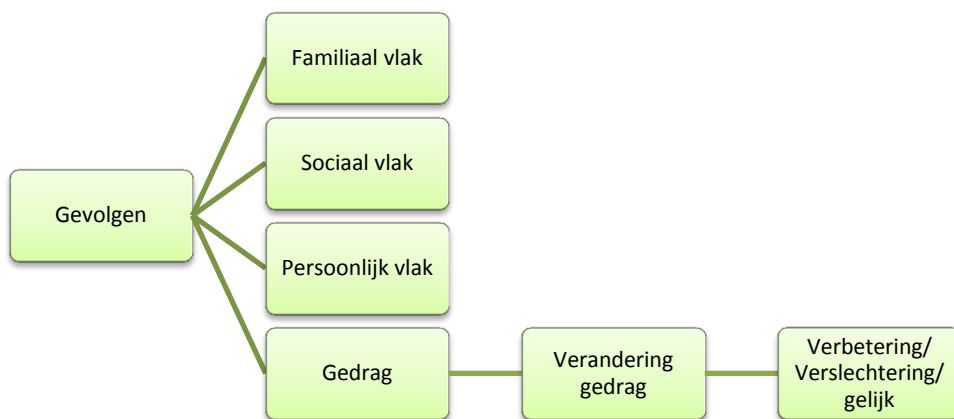 Familiaal vlak
Sociaal vlak
Gevolgen
Persoonlijk vlak
Gedrag
Verandering
gedrag
Verbetering/
Verslechtering/
gelijk